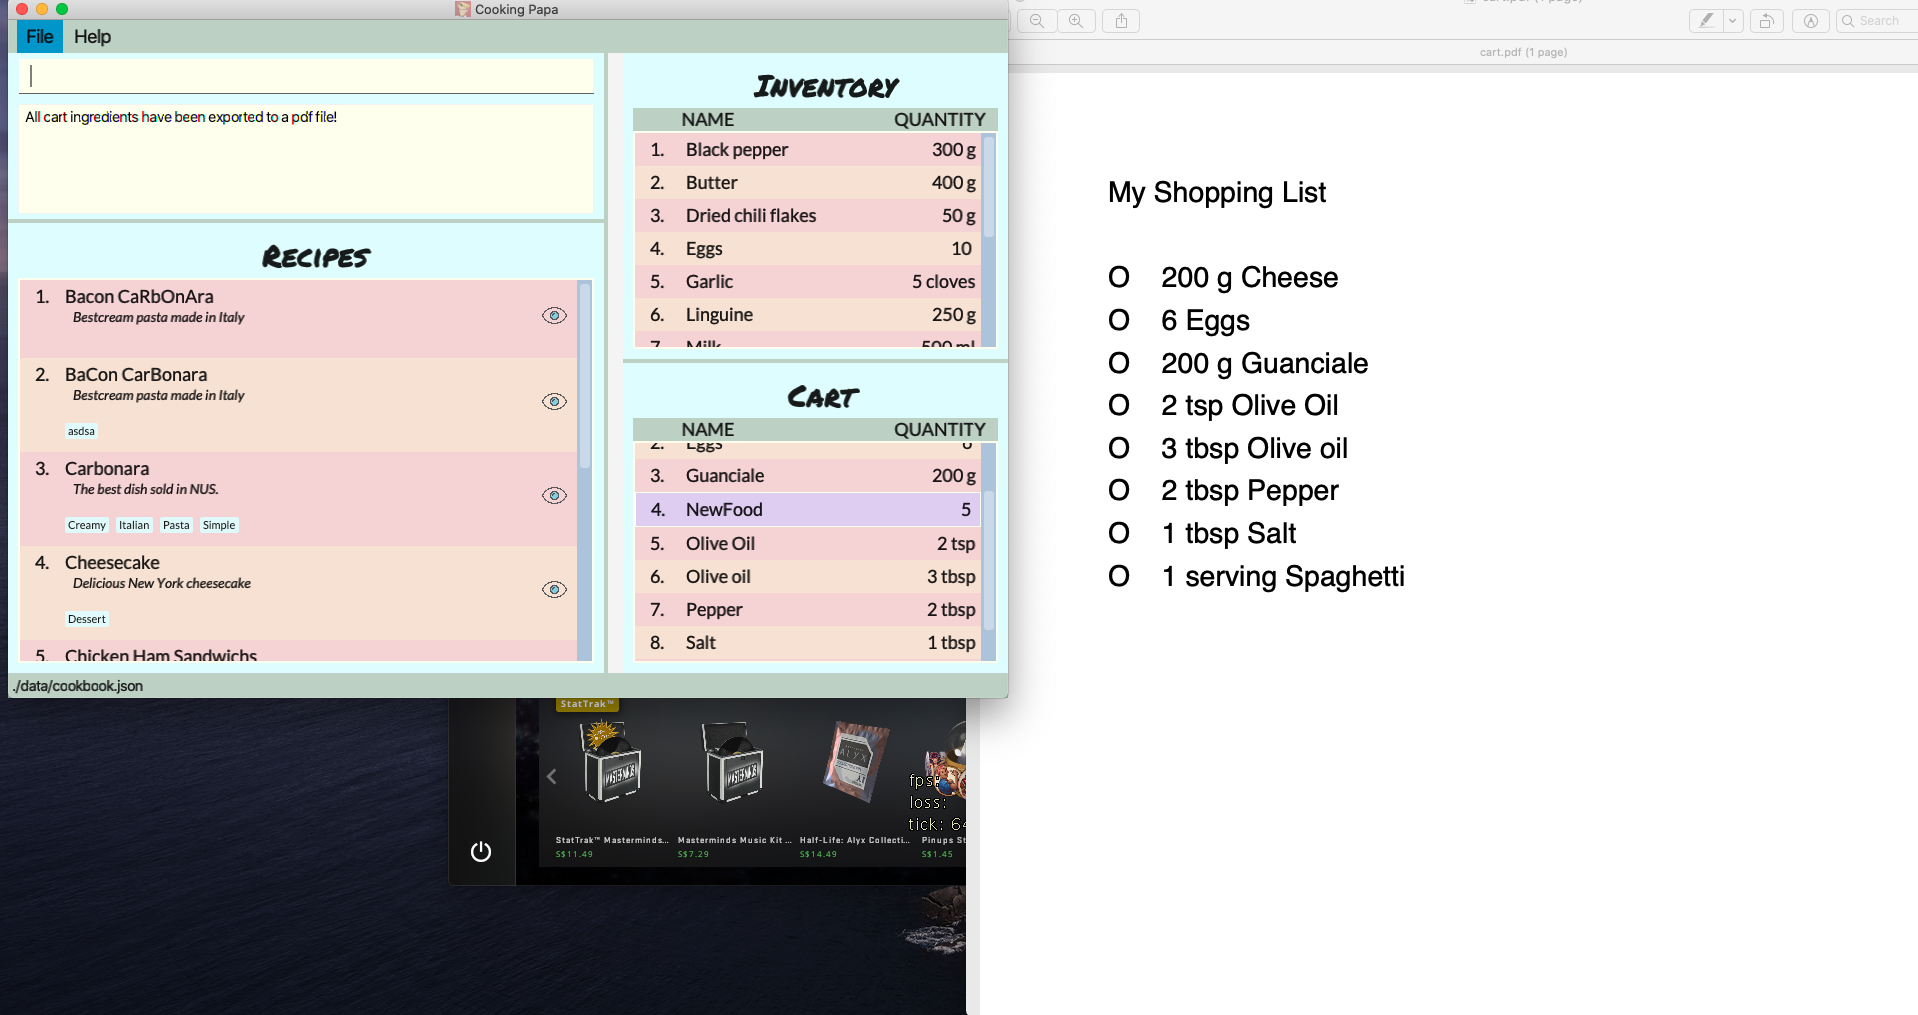 Cooking Papa
File Help
All cart ingredients have been exported to a pdf file!
Recipes
1. Bacon CaRbOnAra
Bestcream pasta made in Italy
2. BaCon CarBonara
Bestcream pasta made in Italy
asdsa
3. Carbonara
The best dish sold in NUS.
Creamy Italian Pasta Simple
4. Cheesecake
Delicious New York cheesecake
Dessert
5. Chicken Ham Sandwichs
./data/cookbook.json
Inventory
NAME QUANTITY
1. Black pepper 300 g
2. Butter 400 g
3. Dried chili flakes 50 g
4. Eggs 10
5. Garlic 5 cloves
6. Linguine 250 g
7. Milk 500 ml
Cart
NAME QUANTITY
2. Eggs 6
3. Guanciale 200 g
4. NewFood 5
5. Olive Oil 2 tsp
6. Olive oil 3 tbsp
7. Pepper 2 tbsp
8. Salt 1 tbsp
Search
cart.pdf (1 page)
My Shopping List
O 200 g Cheese
O 6 Eggs
O 200 g Guanciale
O 2 tsp Olive Oil
O 3 tbsp Olive oil
O 2 tbsp Pepper
O 1 tbsp Salt
O 1 serving Spaghetti
StatTrak™
MASTERMINDS
MASTERMINDS
ALYX
fps:
loss:
tick: 64
StatTrak™ Masterminds... Masterminds Music Kit ... Half-Life: Alyx Collecti... Pinups St
S$11.49 S$7.29 S$14.49 S$1.45